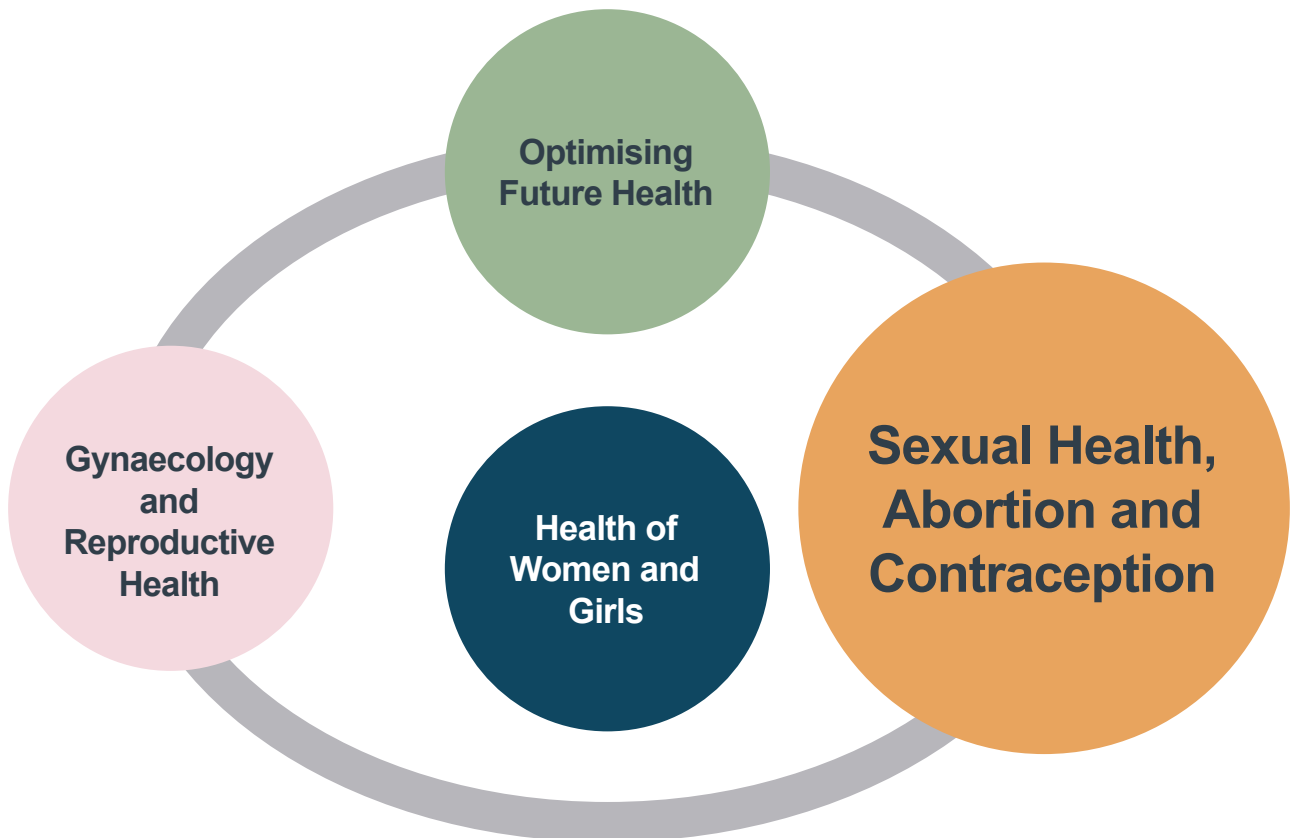 Optimising
Future Health
Sexual Health,
Abortion and
Contraception
Gynaecology
and
Reproductive
Health
Health of
Women and
Girls